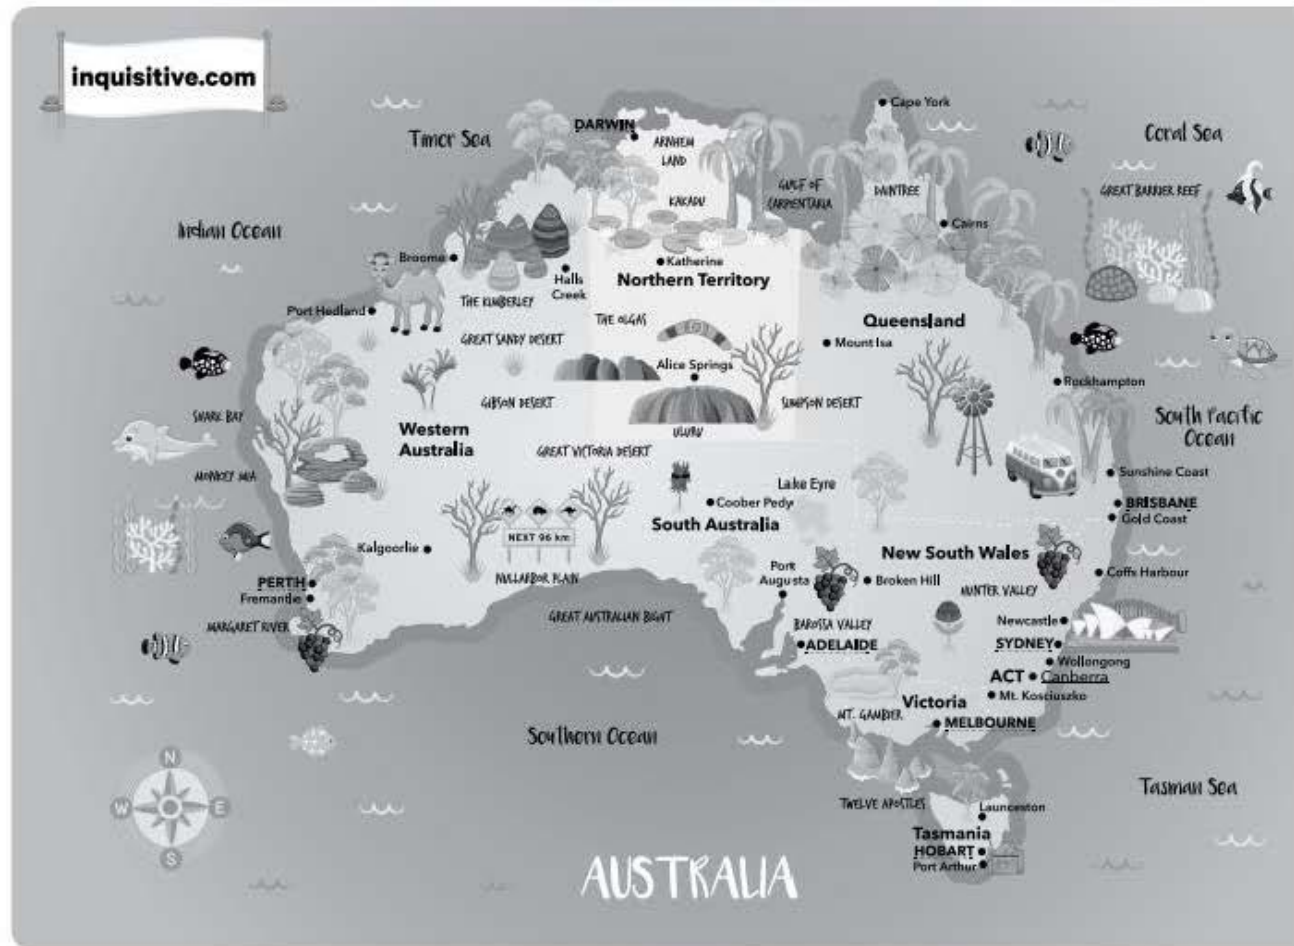 inquisitive.com
Cape York
Timor Sea
DARWIN
Coral Sea
ARNHEM
LAND
GULF OF
CARPENTARIA
DAINTREE
GREAT BARRIER REEF
KAKADU
Indian Ocean
Cairns
Broome
Katherine
Halls
Creek
Northern Territory
THE KIMBERLEY
Port Hedland
THE OLGAS
Queensland
GREAT SANDY DESERT
Mount Isa
Alice Springs
Rockhampton
GIBSON DESERT
SIMPSON DESERT
SHARK BAY
South Pacific
Ocean
Western
Australia
ULURU
GREAT VICTORIA DESERT
MONKEY MIA
Sunshine Coast
Lake Eyre
Coober Pedy
BRISBANE
Gold Coast
South Australia
NEXT 96 km
Kalgoorlie
New South Wales
Port
Augusta
Broken Hill
Coffs Harbour
NULLARBOR PLAIN
PERTH
Fremantle
HUNTER VALLEY
GREAT AUSTRALIAN BIGHT
MARGARET RIVER
BAROSSA VALLEY
Newcastle
ADELAIDE
SYDNEY
Wollongong
ACT
Canberra
Mt. Kosciuszko
Victoria
MT. GAMBIER
MELBOURNE
Southern Ocean
N
W
E
S
Tasman Sea
TWELVE APOSTLES
Launceston
Tasmania
HOBART
Port Arthur
AUSTRALIA